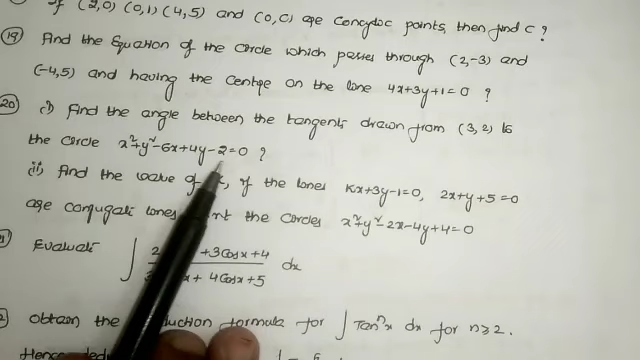 If (2,0) (0,1) (4,5) and (0,C) are Concyclic points, then find C ?
(19) Find the Equation of the Circle which passes through (2,-3) and
(-4,5) and having the Centre on the line 4x+3y+1=0 ?
20 (i) Find the angle between the tangents drawn from (3,2) to
the circle x²+y²-6x+4y-2=0 ?
(ii) Find the value of if the lines Kx+3y-1=0, 2x+y+5=0
are conjugate lines the circles x²+y²-2x-4y+4=0
Evaluate ∫ +3Cosx+4 / x+ 4Cosx+5 dx
Obtain the formula for ∫ Tanⁿx dx for n≥2.
Hence